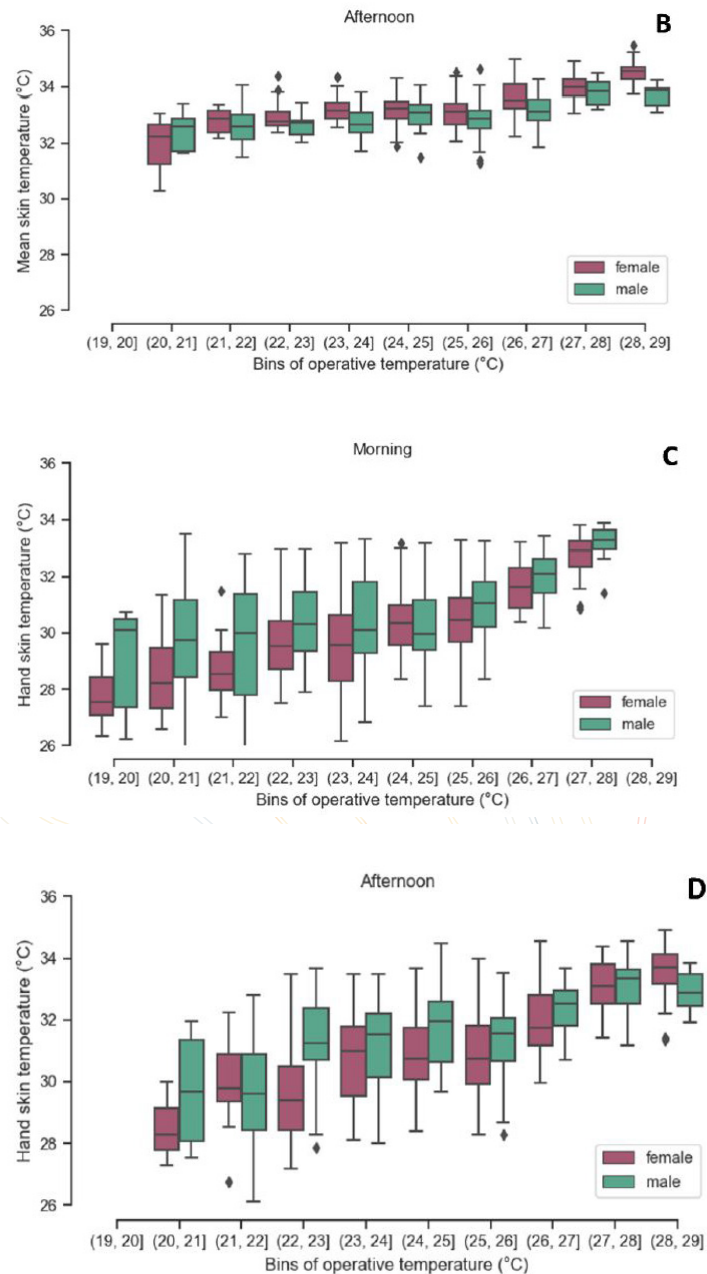 Afternoon
B
36
34
32
30
28
26
Mean skin temperature (°C)
female
male
(19, 20] (20, 21] (21, 22] (22, 23] (23, 24] (24, 25] (25, 26] (26, 27] (27, 28] (28, 29]
Bins of operative temperature (°C)
Morning
C
36
34
32
30
28
26
Hand skin temperature (°C)
female
male
(19, 20] (20, 21] (21, 22] (22, 23] (23, 24] (24, 25] (25, 26] (26, 27] (27, 28] (28, 29]
Bins of operative temperature (°C)
Afternoon
D
36
34
32
30
28
26
Hand skin temperature (°C)
female
male
(19, 20] (20, 21] (21, 22] (22, 23] (23, 24] (24, 25] (25, 26] (26, 27] (27, 28] (28, 29]
Bins of operative temperature (°C)